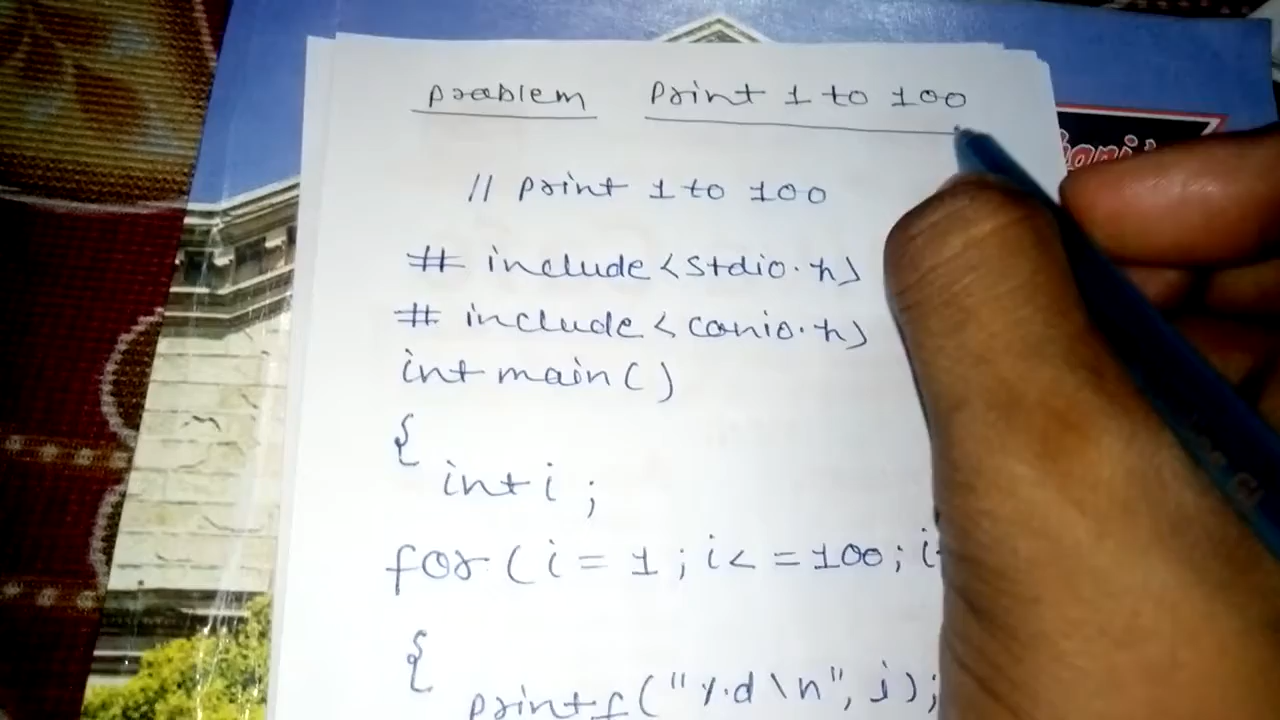 problem print 1 to 100
// print 1 to 100
# include <stdio.h>
# include <conio.h>
int main()
{
int i ;
for (i = 1 ; i < = 100 ; i
{
printf ("%d \n", i);